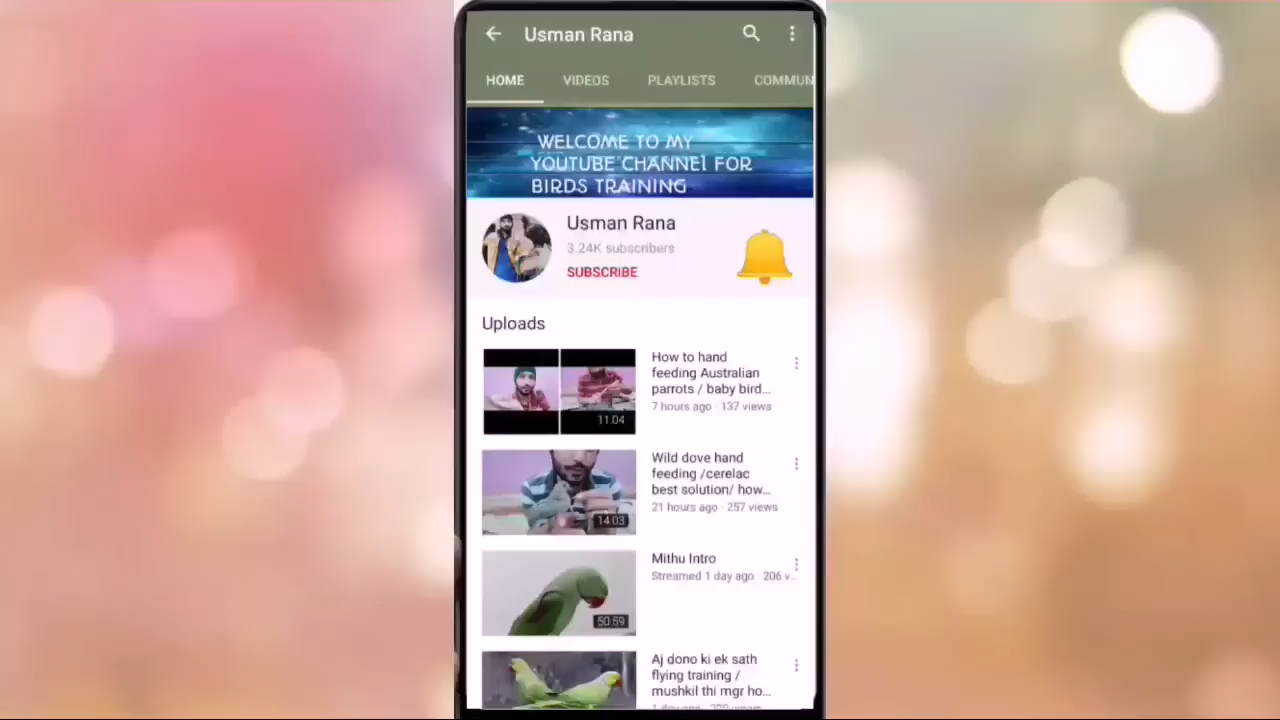 Usman Rana
HOME VIDEOS PLAYLISTS COMMUN
WELCOME TO MY
YOUTUBE CHANNEl FOR
BIRDS TRAINING
Usman Rana
3.24K subscribers
SUBSCRIBE
Uploads
How to hand
feeding Australian
parrots / baby bird...
7 hours ago · 137 views
11:04
Wild dove hand
feeding /cerelac
best solution/ how...
21 hours ago · 257 views
14:03
Mithu Intro
Streamed 1 day ago · 206 v..
50:59
Aj dono ki ek sath
flying training /
mushkil thi mgr ho...